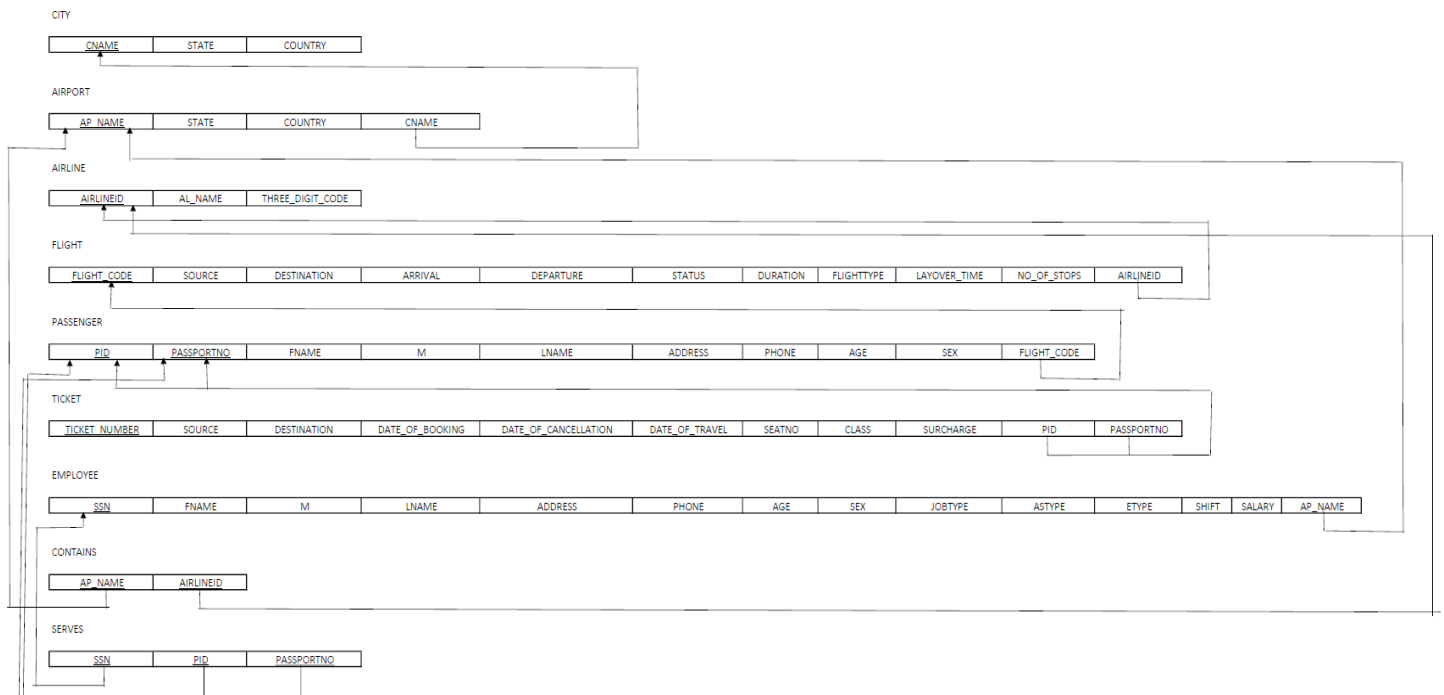 CITY
CNAME STATE COUNTRY
AIRPORT
AP_NAME STATE COUNTRY CNAME
AIRLINE
AIRLINEID AL_NAME THREE_DIGIT_CODE
FLIGHT
FLIGHT_CODE SOURCE DESTINATION ARRIVAL DEPARTURE STATUS DURATION FLIGHTTYPE LAYOVER_TIME NO_OF_STOPS AIRLINEID
PASSENGER
PID PASSPORTNO FNAME M LNAME ADDRESS PHONE AGE SEX FLIGHT_CODE
TICKET
TICKET_NUMBER SOURCE DESTINATION DATE_OF_BOOKING DATE_OF_CANCELLATION DATE_OF_TRAVEL SEATNO CLASS SURCHARGE PID PASSPORTNO
EMPLOYEE
SSN FNAME M LNAME ADDRESS PHONE AGE SEX JOBTYPE ASTYPE ETYPE SHIFT SALARY AP_NAME
CONTAINS
AP_NAME AIRLINEID
SERVES
SSN PID PASSPORTNO